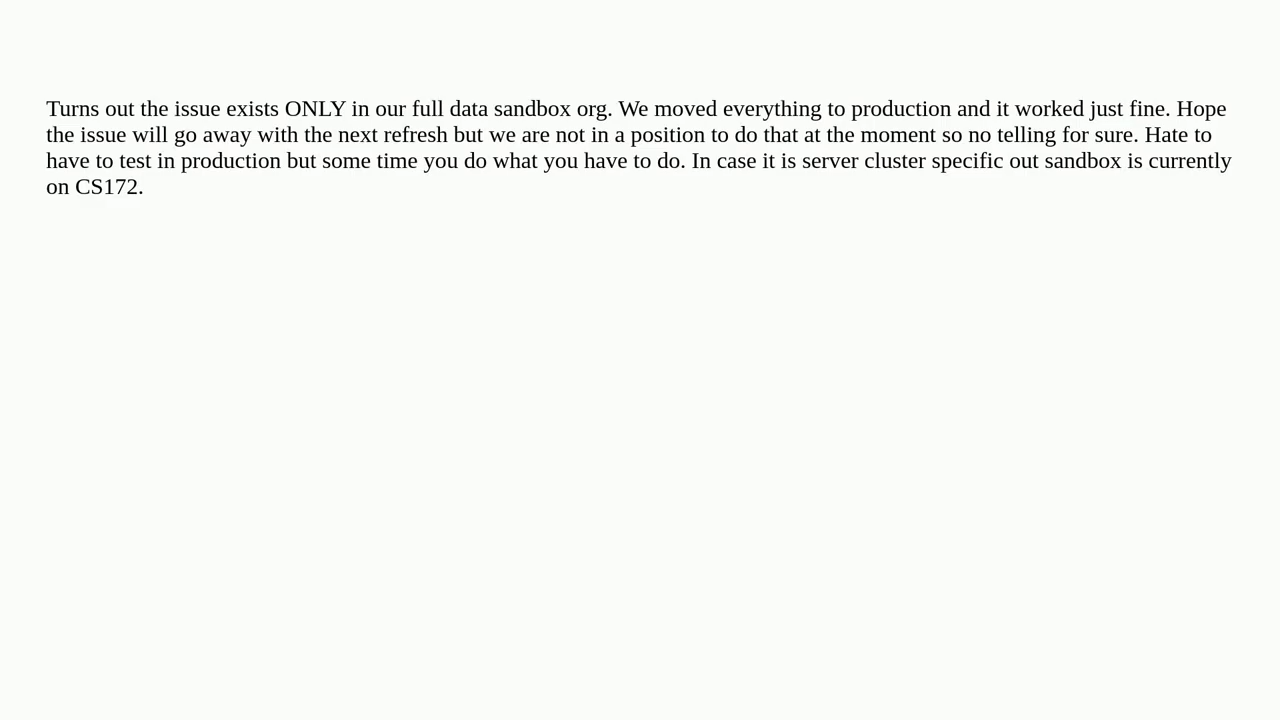 Turns out the issue exists ONLY in our full data sandbox org. We moved everything to production and it worked just fine. Hope
the issue will go away with the next refresh but we are not in a position to do that at the moment so no telling for sure. Hate to
have to test in production but some time you do what you have to do. In case it is server cluster specific out sandbox is currently
on CS172.